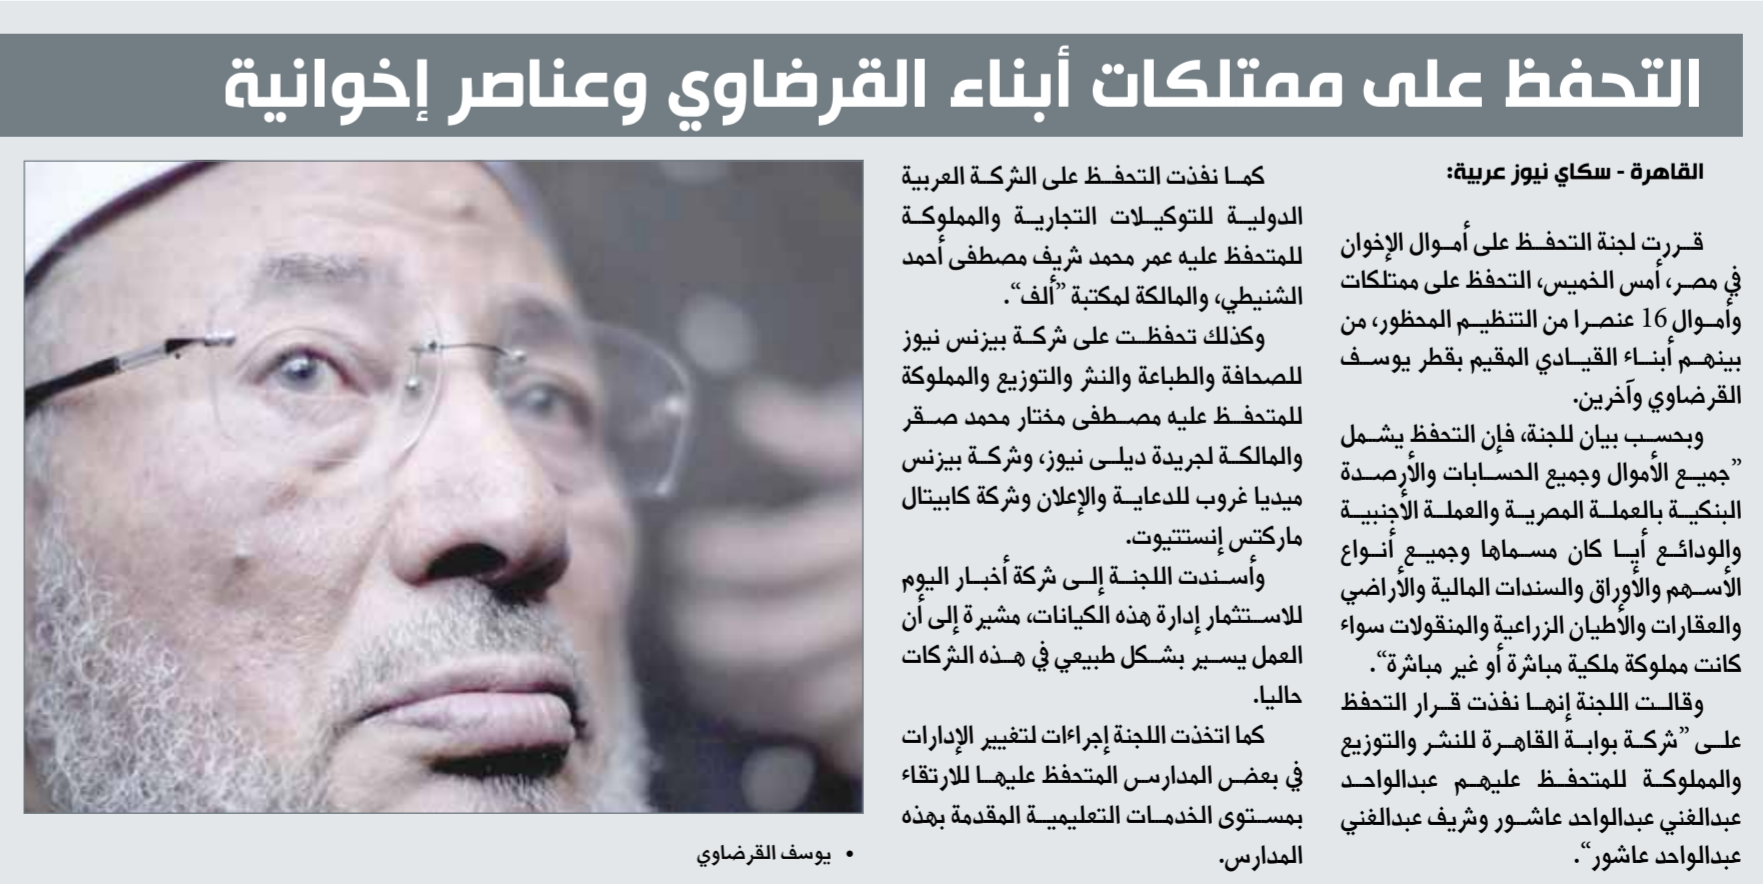 التحفظ على ممتلكات أبناء القرضاوي وعناصر إخوانية
القاهرة - سكاي نيوز عربية:
قررت لجنة التحفظ على أموال الإخوان
في مصر، أمس الخميس، التحفظ على ممتلكات
وأموال 16 عنصرا من التنظيم المحظور، من
بينهم أبناء القيادي المقيم بقطر يوسف
القرضاوي وآخرين.
وبحسب بيان للجنة، فإن التحفظ يشمل
”جميع الأموال وجميع الحسابات والأرصدة
البنكية بالعملة المصرية والعملة الأجنبية
والودائع أيا كان مسماها وجميع أنواع
الأسهم والأوراق والسندات المالية والأراضي
والعقارات والأطيان الزراعية والمنقولات سواء
كانت مملوكة ملكية مباشرة أو غير مباشرة“.
وقالت اللجنة إنها نفذت قرار التحفظ
على ”شركة بوابة القاهرة للنشر والتوزيع
والمملوكة للمتحفظ عليهم عبدالواحد
عبدالغني عبدالواحد عاشور وشريف عبدالغني
عبدالواحد عاشور“.
كما نفذت التحفظ على الشركة العربية
الدولية للتوكيلات التجارية والمملوكة
للمتحفظ عليه عمر محمد شريف مصطفى أحمد
الشنيطي، والمالكة لمكتبة ”ألف“.
وكذلك تحفظت على شركة بيزنس نيوز
للصحافة والطباعة والنشر والتوزيع والمملوكة
للمتحفظ عليه مصطفى مختار محمد صقر
والمالكة لجريدة ديلى نيوز، وشركة بيزنس
ميديا غروب للدعاية والإعلان وشركة كابيتال
ماركتس إنستتيوت.
وأسندت اللجنة إلى شركة أخبار اليوم
للاستثمار إدارة هذه الكيانات، مشيرة إلى أن
العمل يسير بشكل طبيعي في هذه الشركات
حاليا.
كما اتخذت اللجنة إجراءات لتغيير الإدارات
في بعض المدارس المتحفظ عليها للارتقاء
بمستوى الخدمات التعليمية المقدمة بهذه
المدارس.
• يوسف القرضاوي